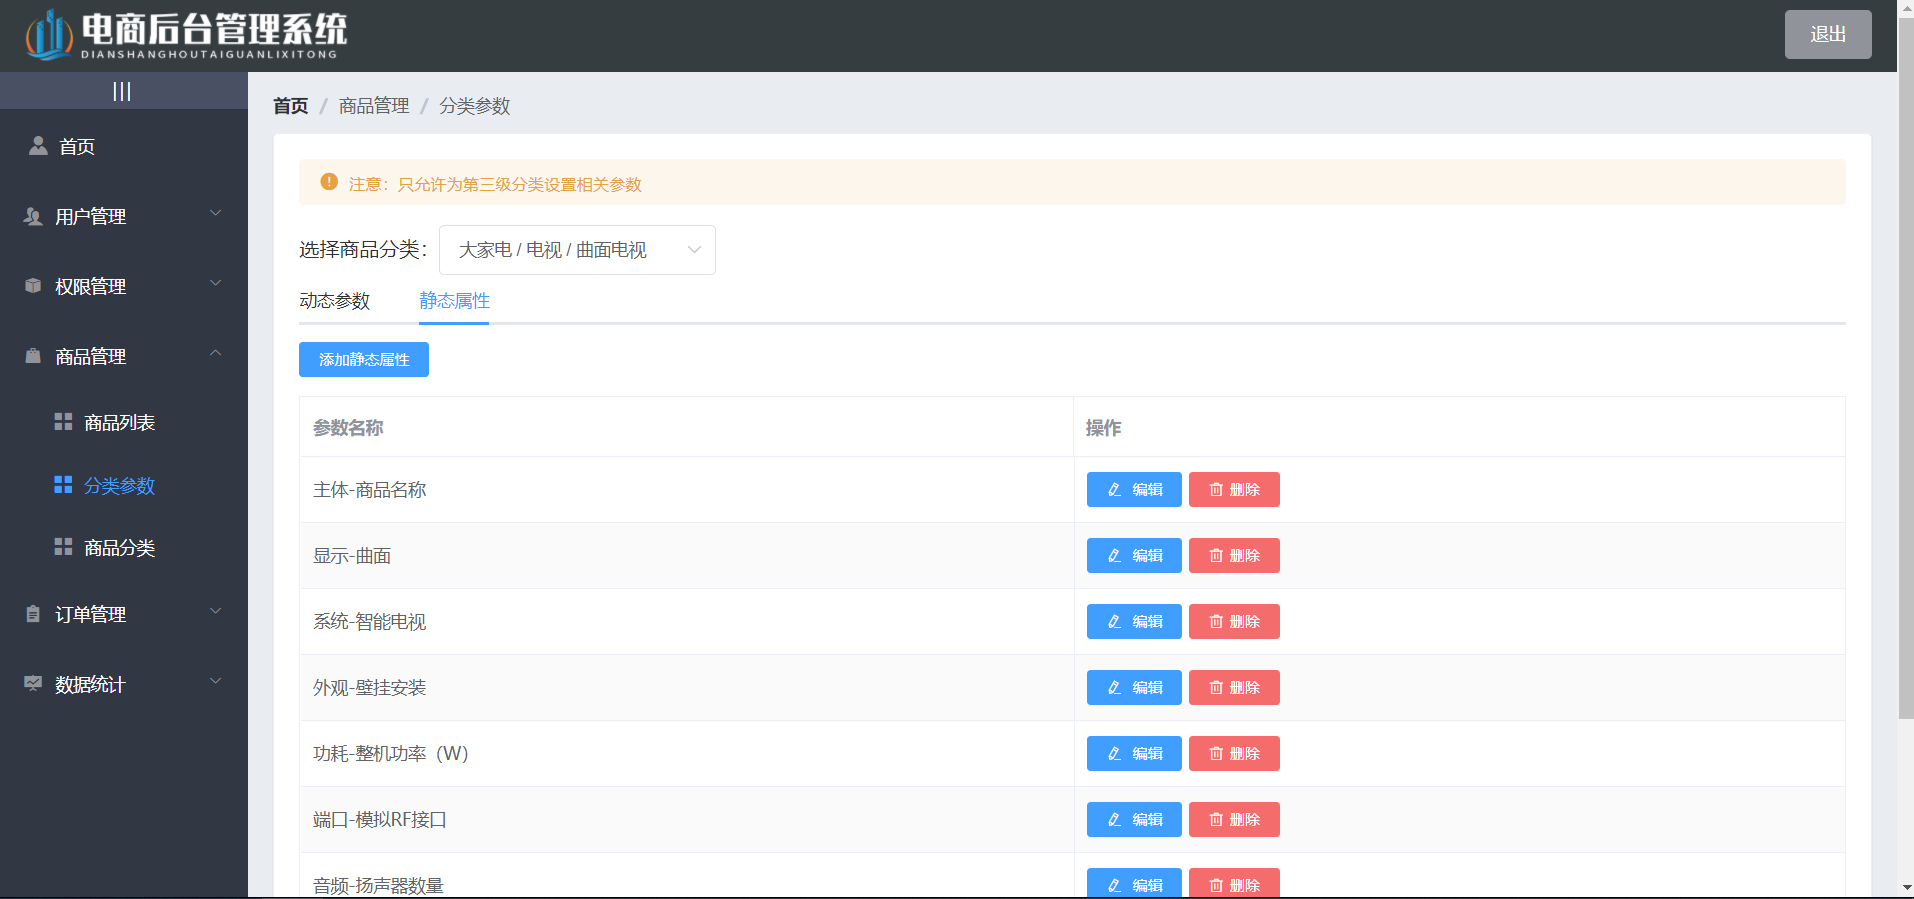 电商后台管理系统
DIANSHANGHOUTAIGUANLIXITONG
退出
|||
首页
用户管理
权限管理
商品管理
商品列表
分类参数
商品分类
订单管理
数据统计
首页 / 商品管理 / 分类参数
注意：只允许为第三级分类设置相关参数
选择商品分类： 大家电 / 电视 / 曲面电视
动态参数 静态属性
添加静态属性
参数名称 操作
主体-商品名称 编辑 删除
显示-曲面 编辑 删除
系统-智能电视 编辑 删除
外观-壁挂安装 编辑 删除
功耗-整机功率（W） 编辑 删除
端口-模拟RF接口 编辑 删除
音频-扬声器数量 编辑 删除